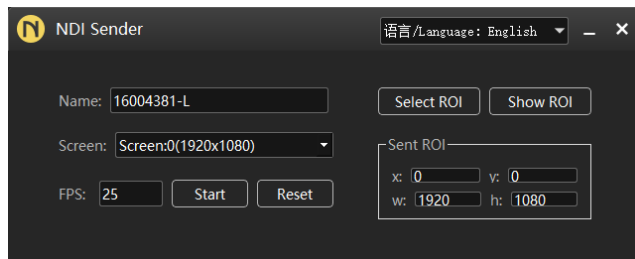 N NDI Sender
语言/Language: English
Name: 16004381-L
Select ROI
Show ROI
Screen: Screen:0(1920x1080)
Sent ROI
x: 0 y: 0
FPS: 25
Start
Reset
w: 1920 h: 1080